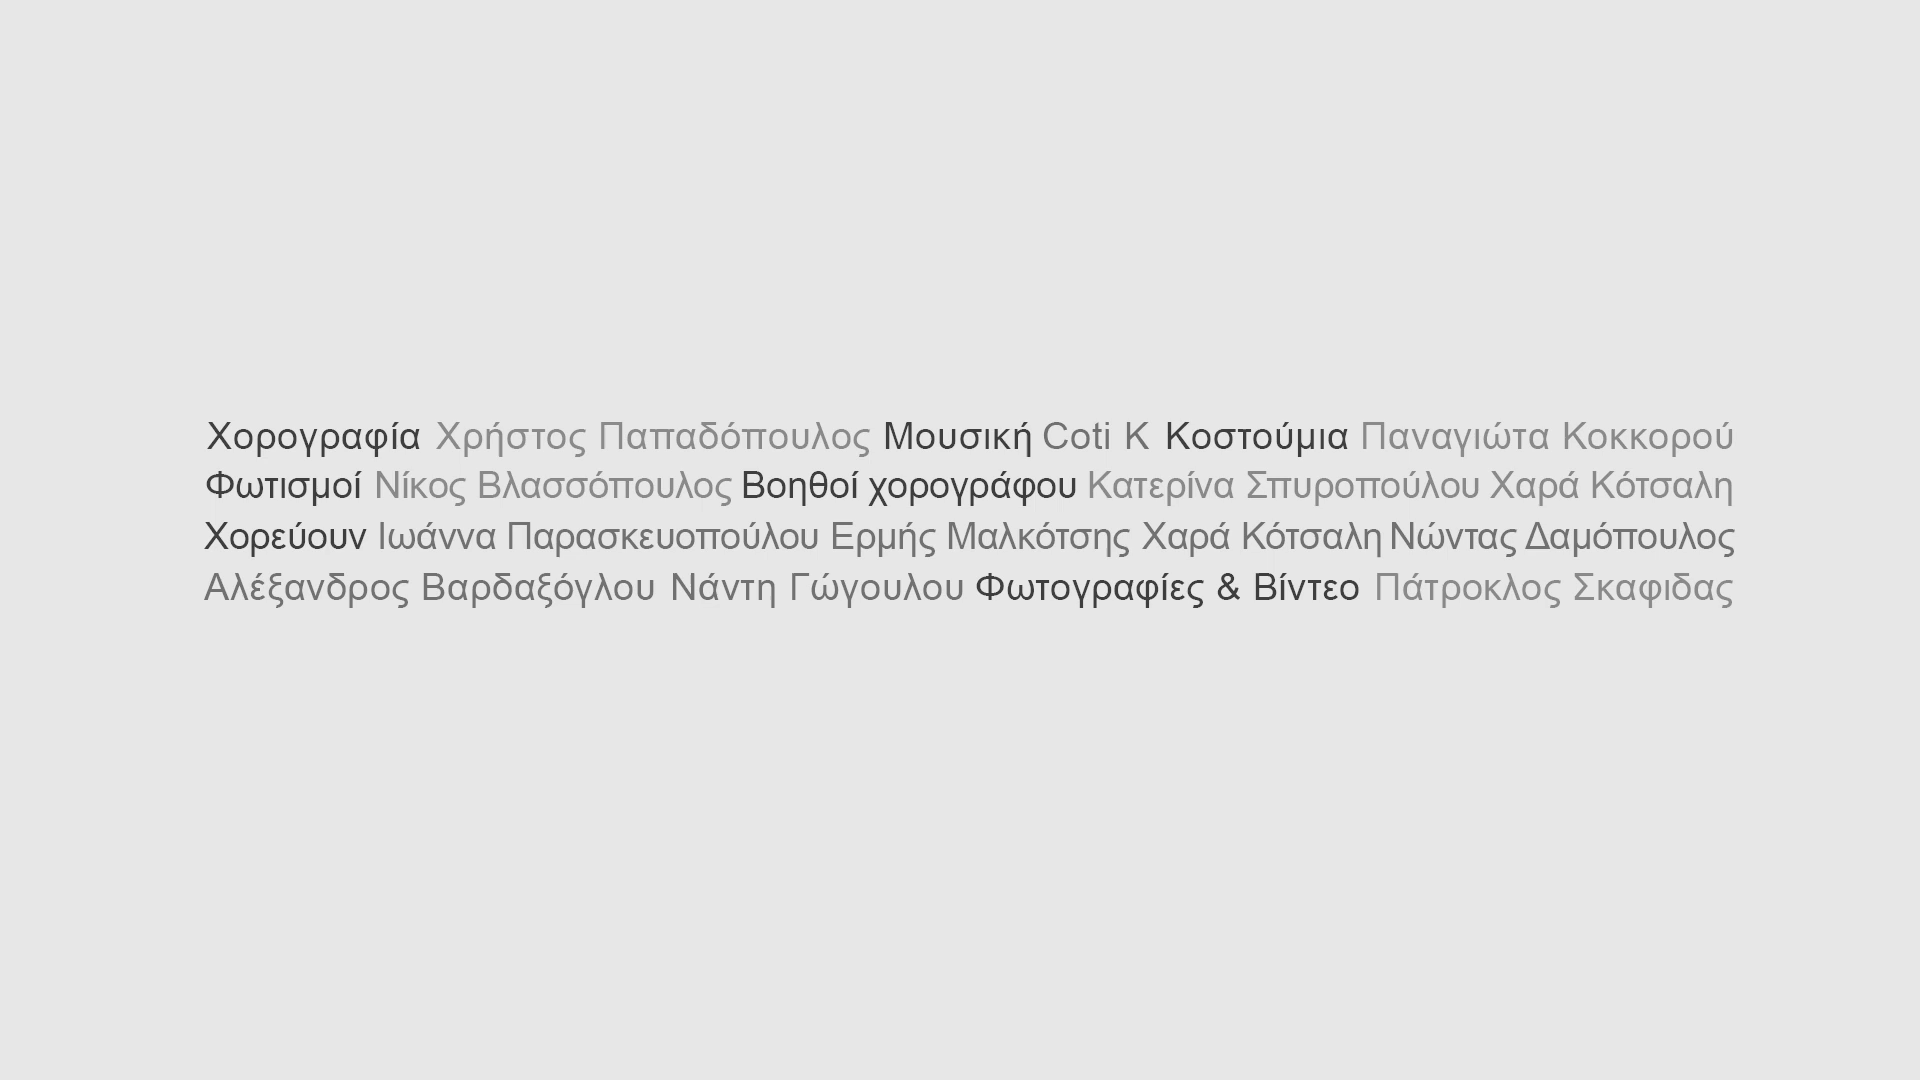 Χορογραφία Χρήστος Παπαδόπουλος Μουσική Coti K Κοστούμια Παναγιώτα Κοκκορού
Φωτισμοί Νίκος Βλασσόπουλος Βοηθοί χορογράφου Κατερίνα Σπυροπούλου Χαρά Κότσαλη
Χορεύουν Ιωάννα Παρασκευοπούλου Ερμής Μαλκότσης Χαρά Κότσαλη Νώντας Δαμόπουλος
Αλέξανδρος Βαρδαξόγλου Νάντη Γώγουλου Φωτογραφίες & Βίντεο Πάτροκλος Σκαφιδας